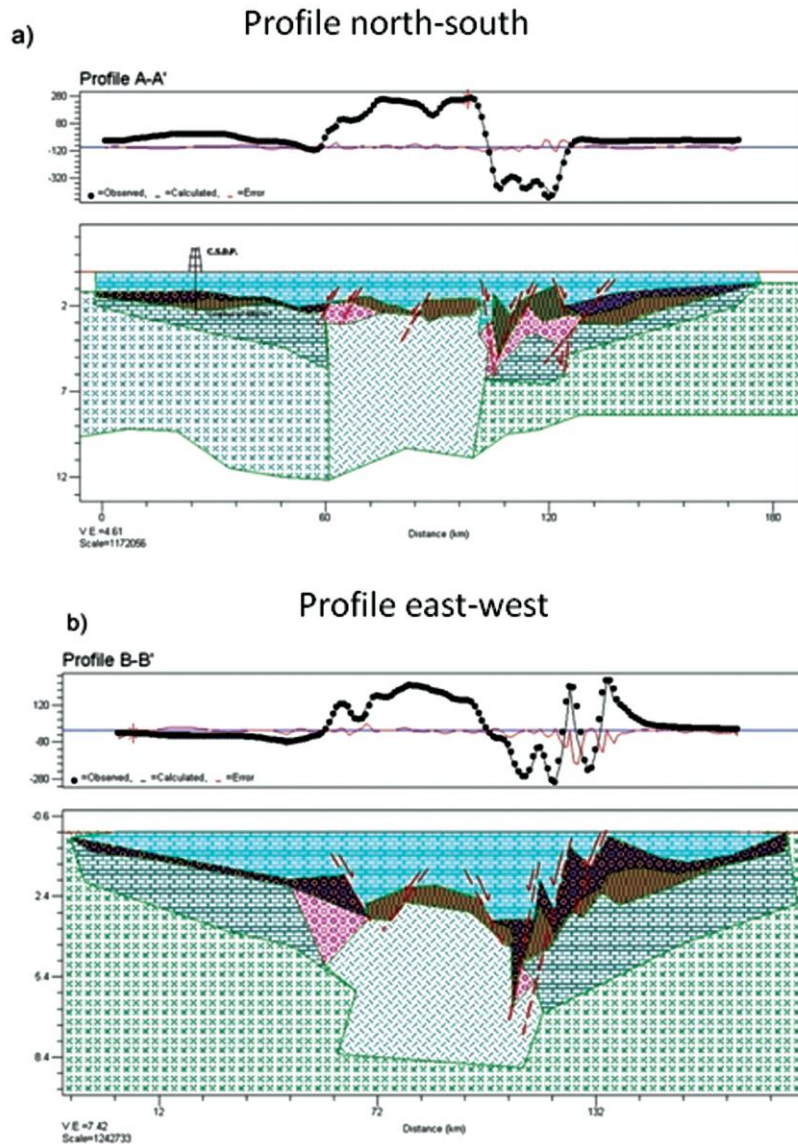 Profile north-south
a)
Profile A-A'
280
80
-120
-320
=Observed, =Calculated, =Error
C.S.D.P.
2
7
12
0 60 120 180
V.E.=4.61
Distance (km)
Scale=1172056
Profile east-west
b)
Profile B-B'
120
-80
-280
=Observed, =Calculated, =Error
-0.6
2.4
5.4
8.4
12 72 132
V.E.=7.42
Distance (km)
Scale=1242733